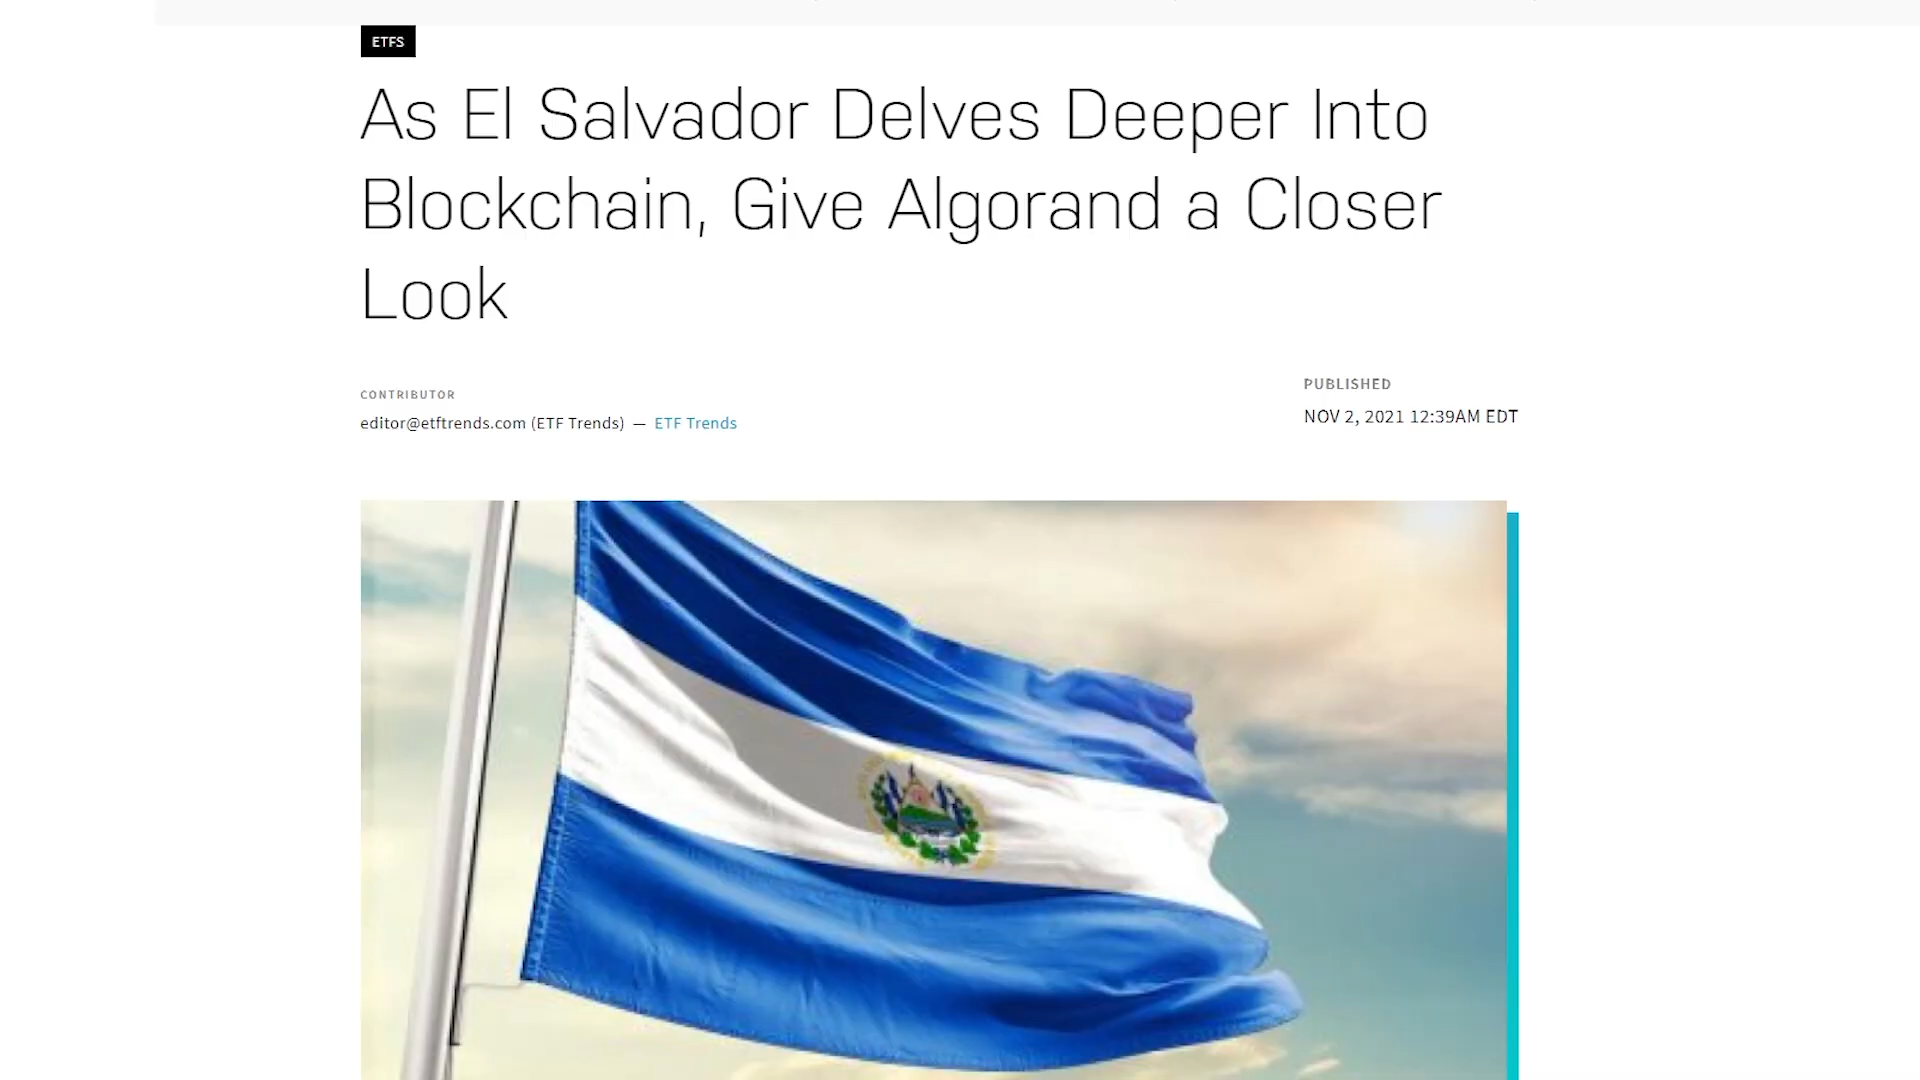 ETFS
As El Salvador Delves Deeper Into
Blockchain, Give Algorand a Closer
Look
CONTRIBUTOR
editor@etftrends.com (ETF Trends) — ETF Trends
PUBLISHED
NOV 2, 2021 12:39AM EDT